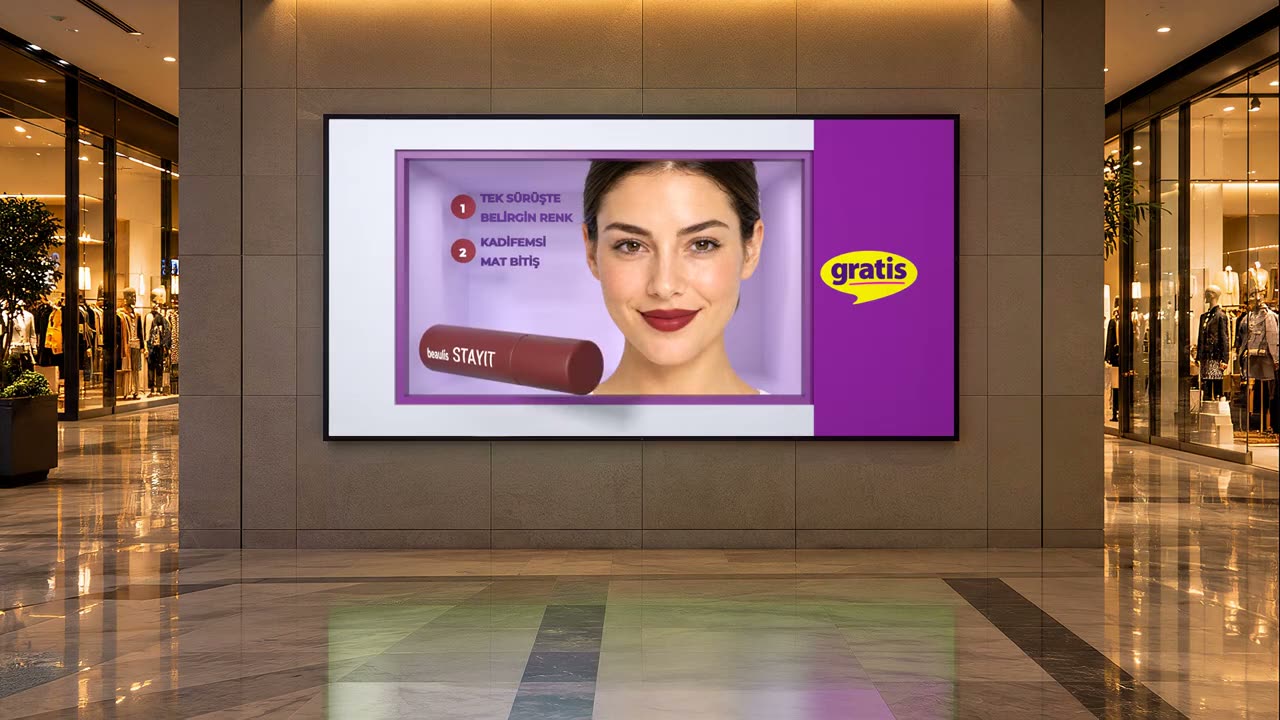 1
TEK SÜRÜŞTE
BELİRGİN RENK
2
KADİFEMSİ
MAT BİTİŞ
beaulis STAYIT
gratis